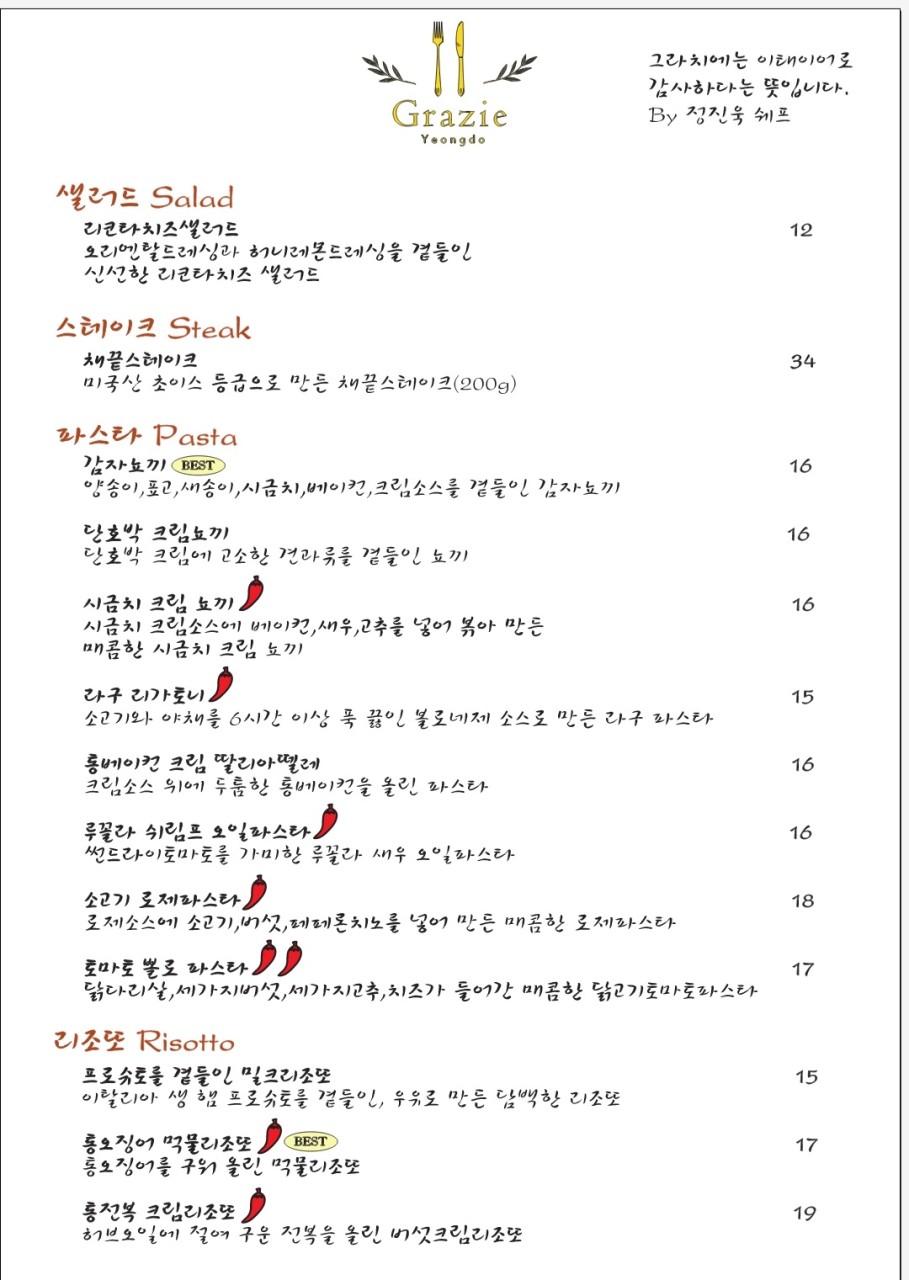 Grazie
Yeongdo
그라치에는 이태이어로
감사하다는 뜻입니다.
By 정진욱 쉐프
샐러드 Salad
리코타치즈샐러드 12
오리엔탈드레싱과 허니레몬드레싱을 곁들인
신선한 리코타치즈 샐러드
스테이크 Steak
채끝스테이크 34
미국산 초이스 등급으로 만든 채끝스테이크(200g)
파스타 Pasta
감자뇨끼 BEST 16
양송이,표고,새송이,시금치,베이컨,크림소스를 곁들인 감자뇨끼
단호박 크림뇨끼 16
단호박 크림에 고소한 견과류를 곁들인 뇨끼
시금치 크림 뇨끼 16
시금치 크림소스에 베이컨,새우,고추를 넣어 볶아 만든
매콤한 시금치 크림 뇨끼
라구 리가토니 15
소고기와 야채를 6시간 이상 푹 끓인 볼로네제 소스로 만든 라구 파스타
통베이컨 크림 딸리아뗼레 16
크림소스 위에 두툼한 통베이컨을 올린 파스타
루꼴라 쉬림프 오일파스타 16
썬드라이토마토를 가미한 루꼴라 새우 오일파스타
소고기 로제파스타 18
로제소스에 소고기,버섯,페페론치노를 넣어 만든 매콤한 로제파스타
토마토 뽈로 파스타 17
닭다리살,세가지버섯,세가지고추,치즈가 들어간 매콤한 닭고기토마토파스타
리조또 Risotto
프로슈토를 곁들인 밀크리조또 15
이탈리아 생 햄 프로슈토를 곁들인, 우유로 만든 담백한 리조또
통오징어 먹물리조또 BEST 17
통오징어를 구워 올린 먹물리조또
통전복 크림리조또 19
허브오일에 절여 구운 전복을 올린 버섯크림리조또